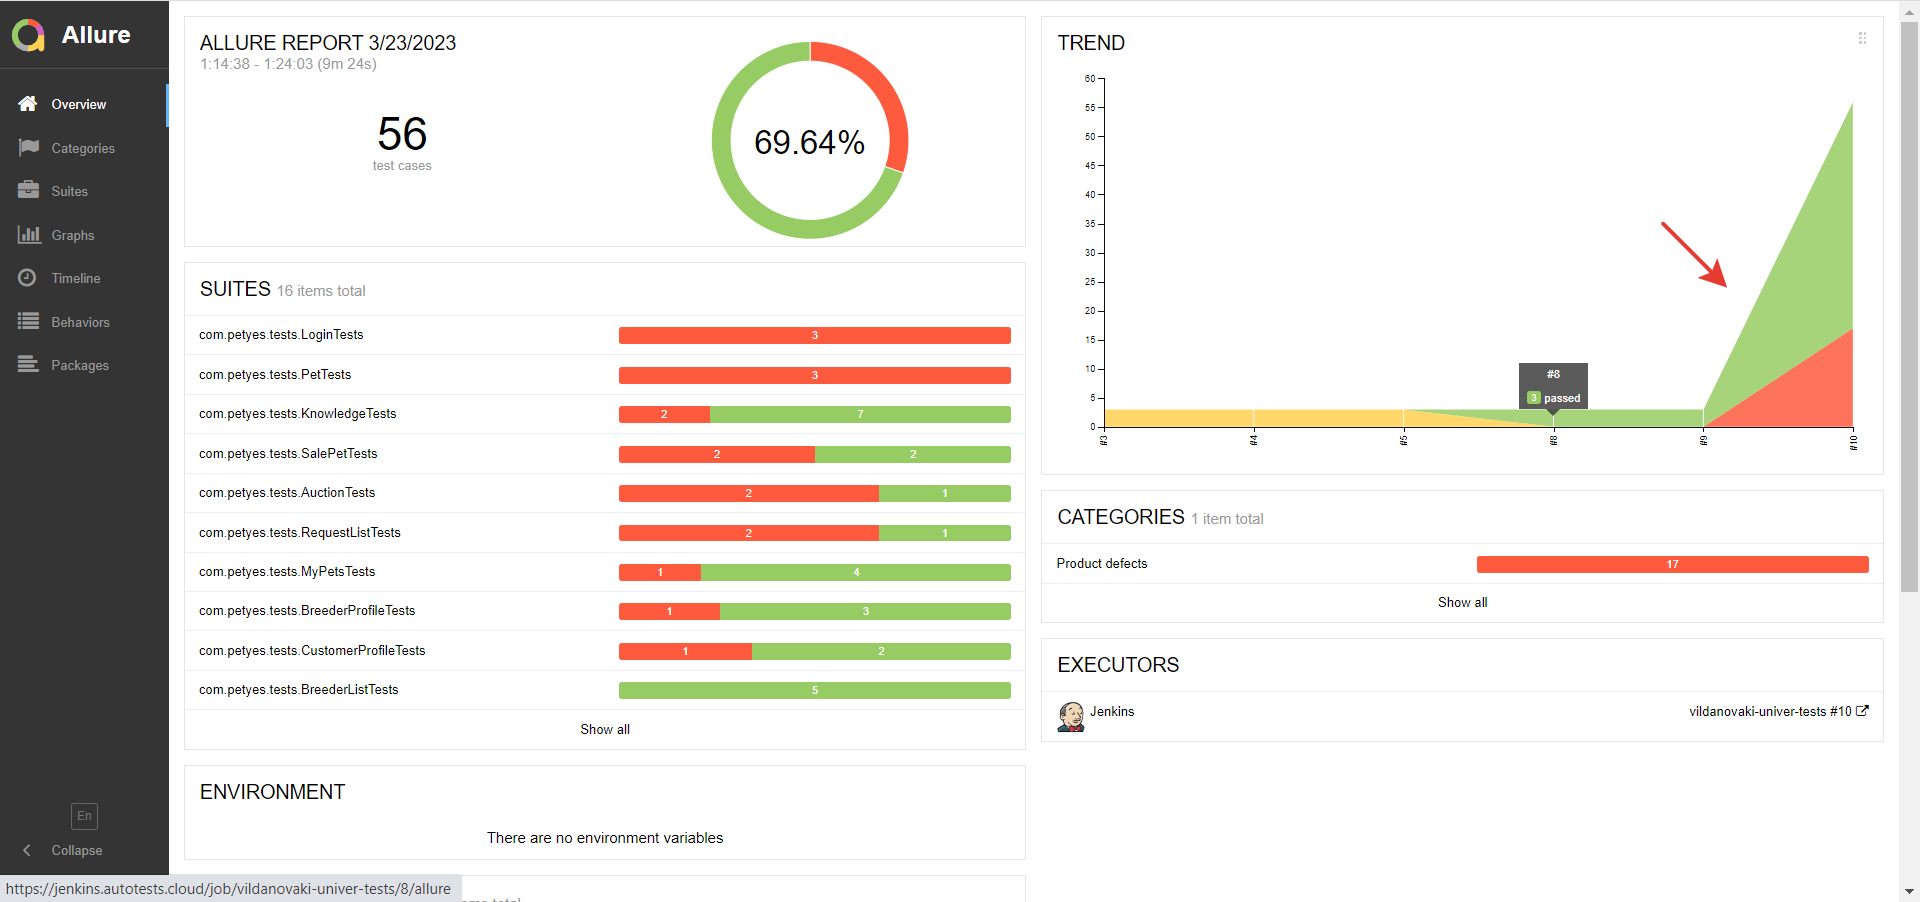 Allure
Overview
Categories
Suites
Graphs
Timeline
Behaviors
Packages
En
Collapse
ALLURE REPORT 3/23/2023
1:14:38 - 1:24:03 (9m 24s)
56
test cases
69.64%
SUITES 16 items total
com.petyes.tests.LoginTests 3
com.petyes.tests.PetTests 3
com.petyes.tests.KnowledgeTests 2 7
com.petyes.tests.SalePetTests 2 2
com.petyes.tests.AuctionTests 2 1
com.petyes.tests.RequestListTests 2 1
com.petyes.tests.MyPetsTests 1 4
com.petyes.tests.BreederProfileTests 1 3
com.petyes.tests.CustomerProfileTests 1 2
com.petyes.tests.BreederListTests 5
Show all
ENVIRONMENT
There are no environment variables
TREND
60
55
50
45
40
35
30
25
20
15
10
5
0
#8
3 passed
#3 #4 #5 #8 #9 #10
CATEGORIES 1 item total
Product defects 17
Show all
EXECUTORS
Jenkins vildanovaki-univer-tests #10
https://jenkins.autotests.cloud/job/vildanovaki-univer-tests/8/allure